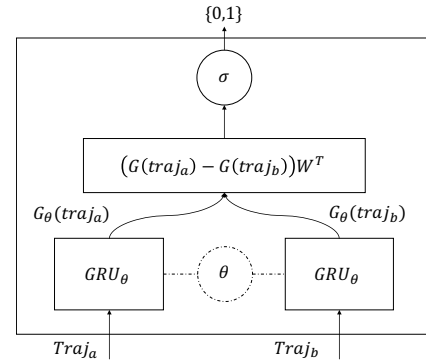 {0,1}
σ
(G(traj_a) − G(traj_b))W^T
G_θ(traj_a) G_θ(traj_b)
GRU_θ θ GRU_θ
Traj_a Traj_b